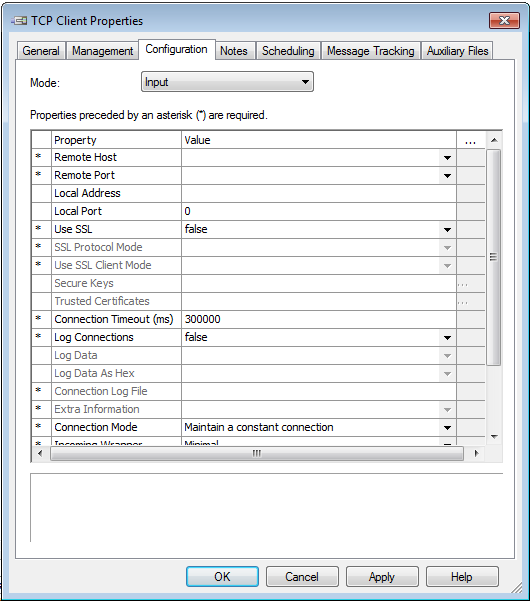 TCP Client Properties
General Management Configuration Notes Scheduling Message Tracking Auxiliary Files
Mode: Input
Properties preceded by an asterisk (*) are required.
Property Value ...
* Remote Host
* Remote Port
Local Address
Local Port 0
* Use SSL false
* SSL Protocol Mode
* Use SSL Client Mode
Secure Keys ...
Trusted Certificates ...
* Connection Timeout (ms) 300000
* Log Connections false
* Log Data
* Log Data As Hex
* Connection Log File
* Extra Information
* Connection Mode Maintain a constant connection
* Incoming Wrapper Minimal
OK Cancel Apply Help